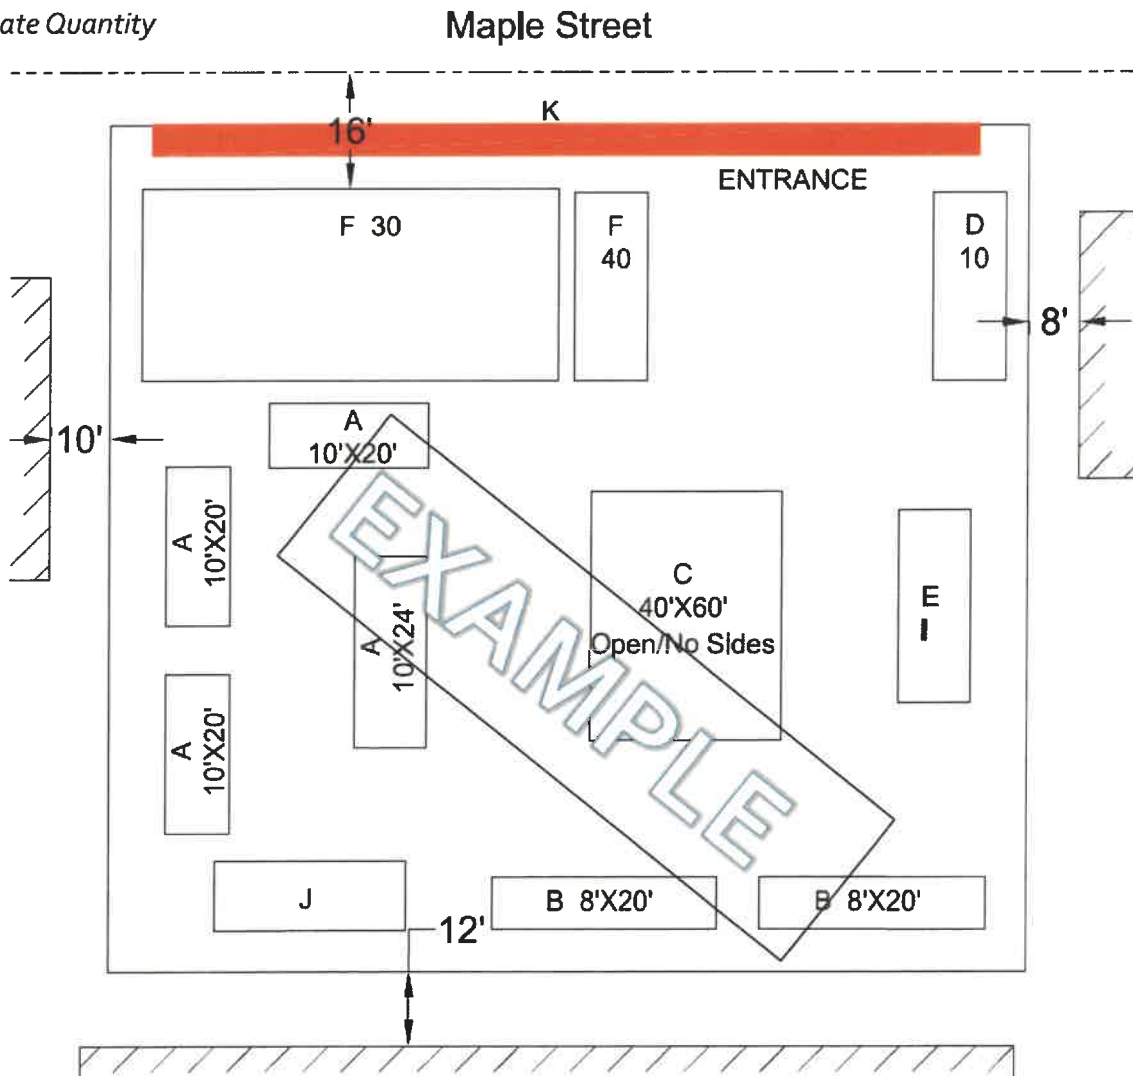 ate Quantity
Maple Street
K
16'
ENTRANCE
F 30
F
40
D
10
8'
10'
A
10'X20'
A
10'X20'
A
10'X24'
C
40'X60'
Open/No Sides
E
I
A
10'X20'
EXAMPLE
J
B 8'X20'
B 8'X20'
12'